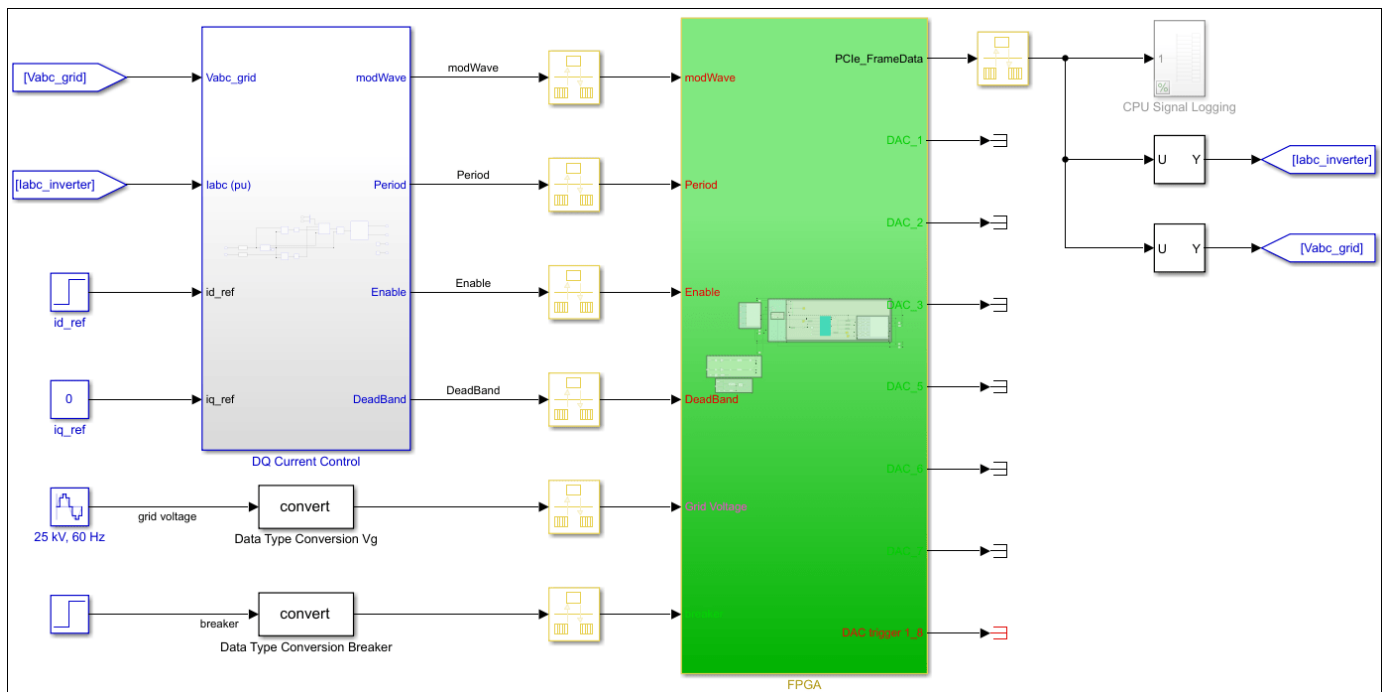 [Vabc_grid]
Vabc_grid
modWave
modWave
modWave
PCIe_FrameData
1
CPU Signal Logging
DAC_1
U
Y
[Iabc_inverter]
[Iabc_inverter]
Iabc (pu)
Period
Period
Period
DAC_2
U
Y
[Vabc_grid]
id_ref
id_ref
Enable
Enable
Enable
DAC_3
0
iq_ref
iq_ref
DeadBand
DeadBand
DeadBand
DAC_5
DQ Current Control
DAC_6
25 kV, 60 Hz
grid voltage
convert
Data Type Conversion Vg
Grid Voltage
breaker
convert
Data Type Conversion Breaker
DAC trigger 1_8
FPGA